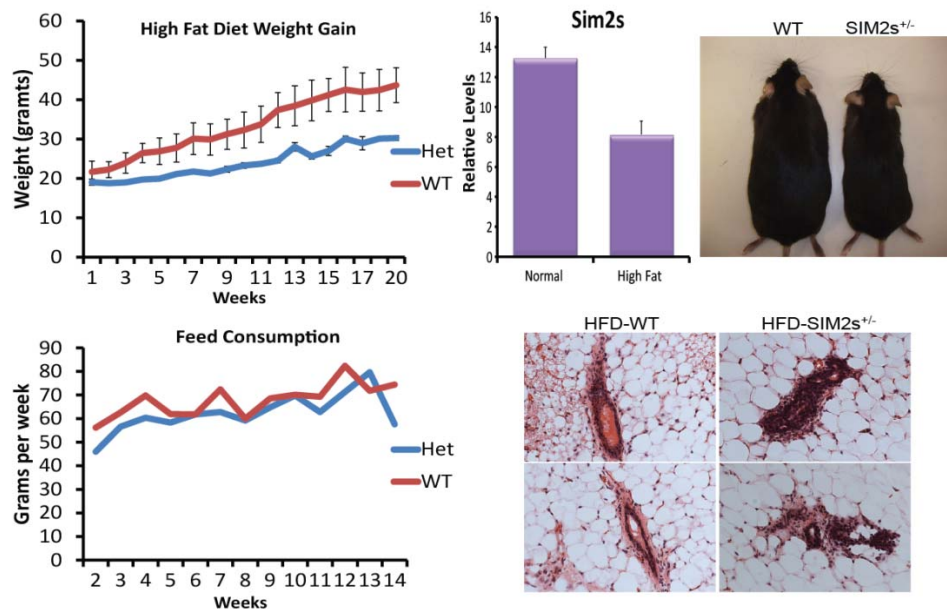 High Fat Diet Weight Gain
Weight (gramts)
60
50
40
30
20
10
0
Het
WT
1 3 5 7 9 11 13 15 17 20
Weeks
Sim2s
Relative Levels
16
14
12
10
8
6
4
2
0
Normal High Fat
WT SIM2s+/-
Feed Consumption
Grams per week
90
80
70
60
50
40
30
20
10
0
Het
WT
2 3 4 5 6 7 8 9 10 11 12 13 14
Weeks
HFD-WT HFD-SIM2s+/-